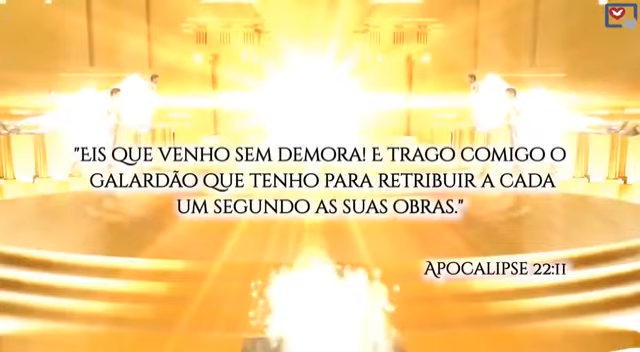 "Eis que venho sem demora! E trago comigo o
galardão que tenho para retribuir a cada
um segundo as suas obras."
Apocalipse 22:11